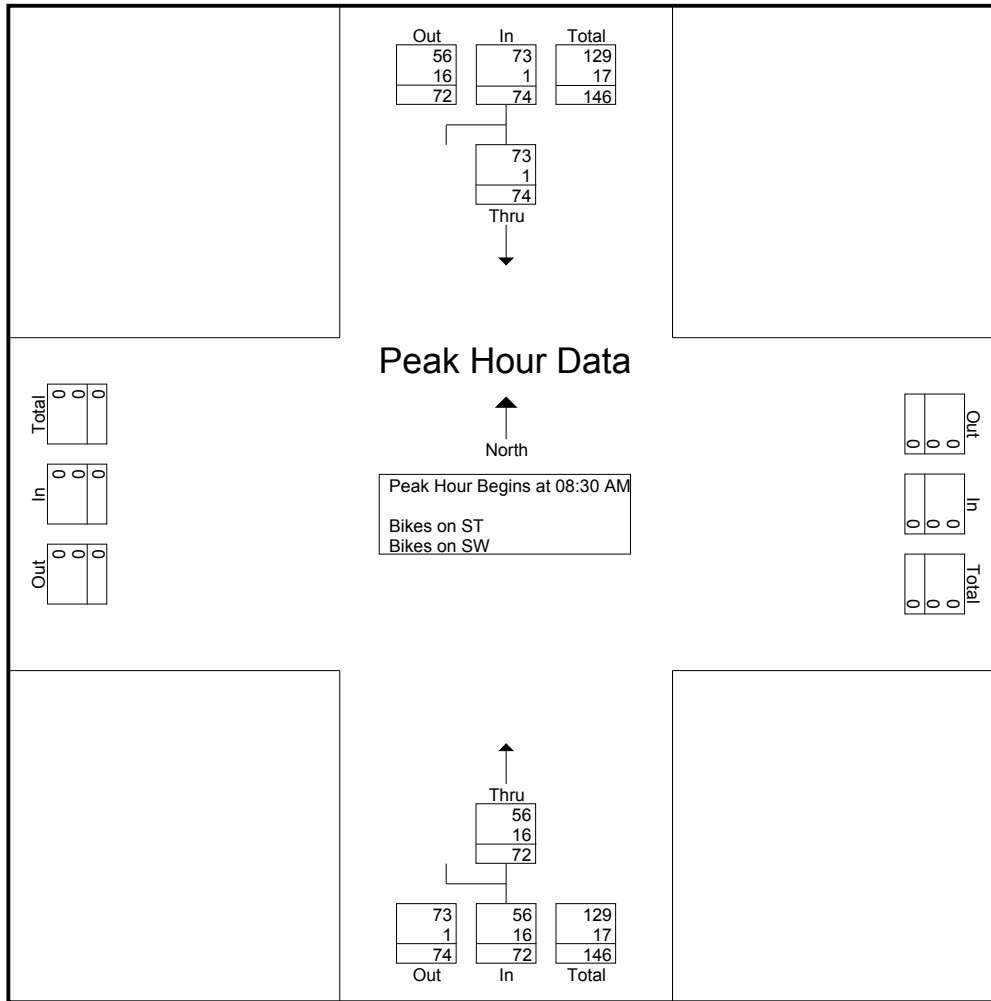 Out In Total
56 73 129
16 1 17
72 74 146
73
1
74
Thru
Peak Hour Data
North
Peak Hour Begins at 08:30 AM
Bikes on ST
Bikes on SW
Total
0 0 0
In
0 0 0
Out
0 0 0
Out
0 0 0
In
0 0 0
Total
0 0 0
Thru
56
16
72
73 56 129
1 16 17
74 72 146
Out In Total